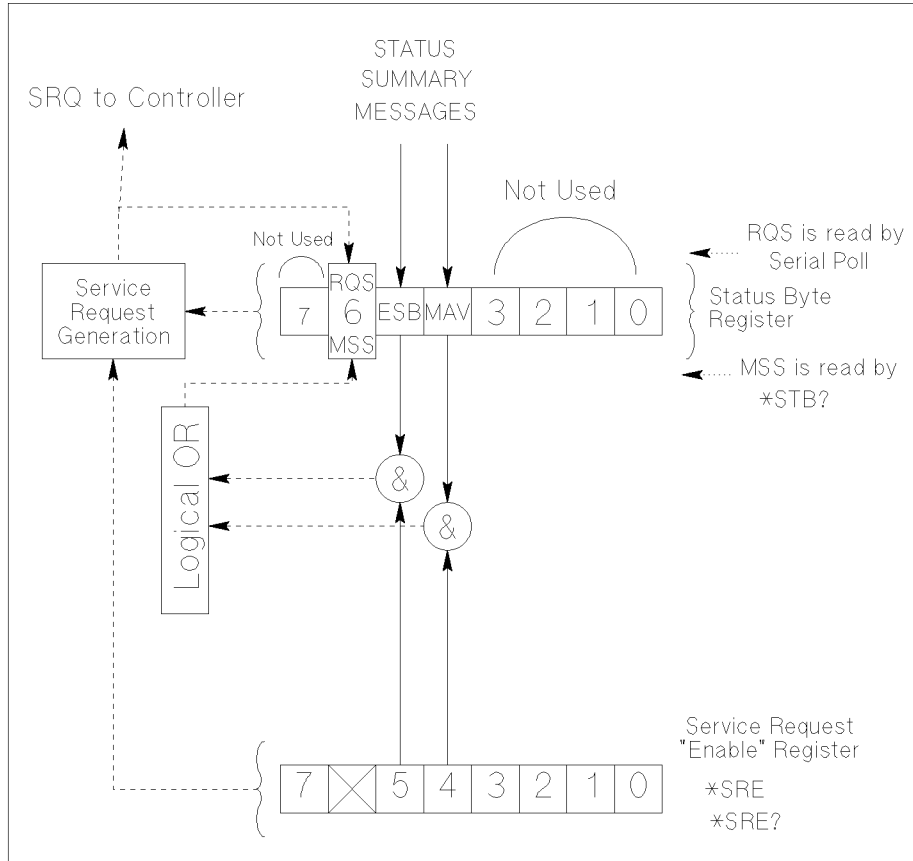 STATUS
SUMMARY
MESSAGES
SRQ to Controller
Not Used
Not Used
RQS is read by
Serial Poll
Service
Request
Generation
7
RQS
6
MSS
ESB
MAV
3
2
1
0
Status Byte
Register
MSS is read by
*STB?
Logical OR
&
&
Service Request
"Enable" Register
7
5
4
3
2
1
0
*SRE
*SRE?